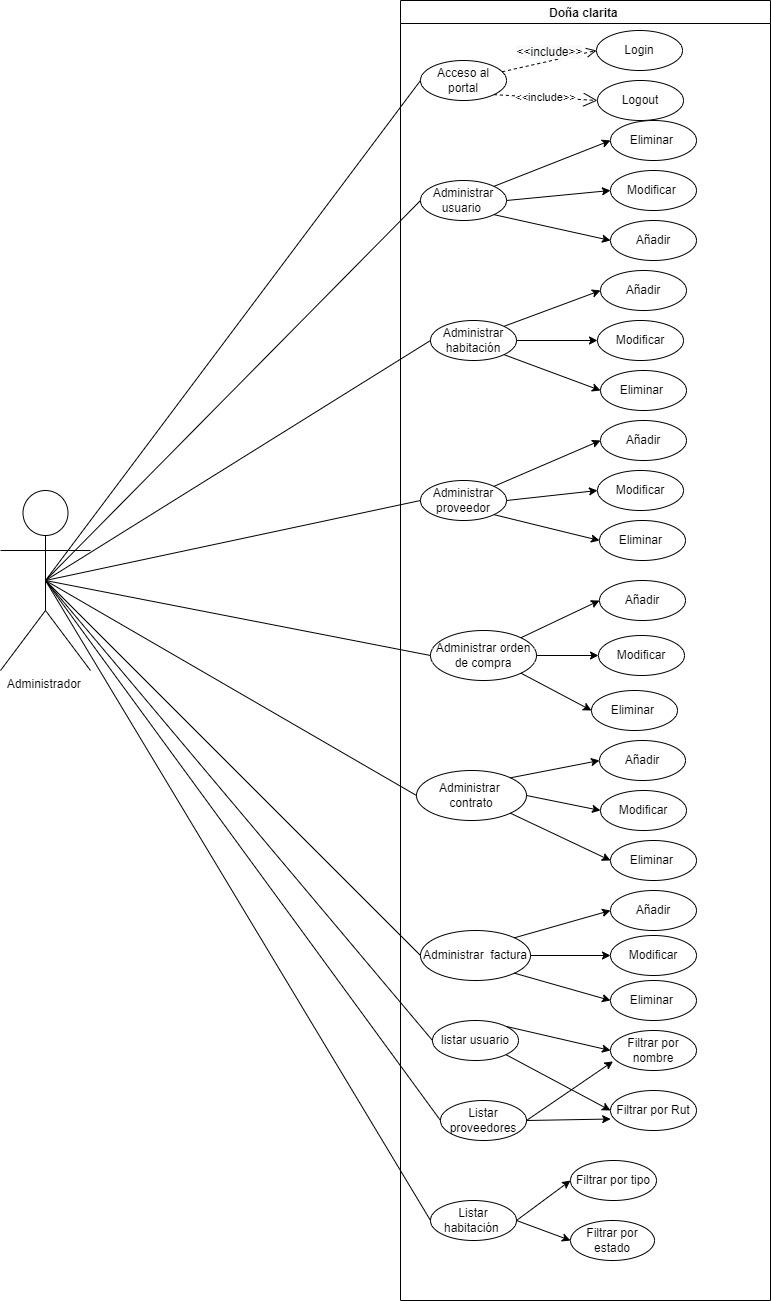 Doña clarita
<<include>>
Login
Acceso al
portal
<<include>>
Logout
Eliminar
Administrar
usuario
Modificar
Añadir
Añadir
Administrar
habitación
Modificar
Eliminar
Añadir
Administrar
proveedor
Modificar
Eliminar
Añadir
Administrar orden
de compra
Modificar
Eliminar
Administrador
Añadir
Administrar
contrato
Modificar
Eliminar
Añadir
Administrar factura
Modificar
Eliminar
listar usuario
Filtrar por
nombre
Listar
proveedores
Filtrar por Rut
Filtrar por tipo
Listar
habitación
Filtrar por
estado